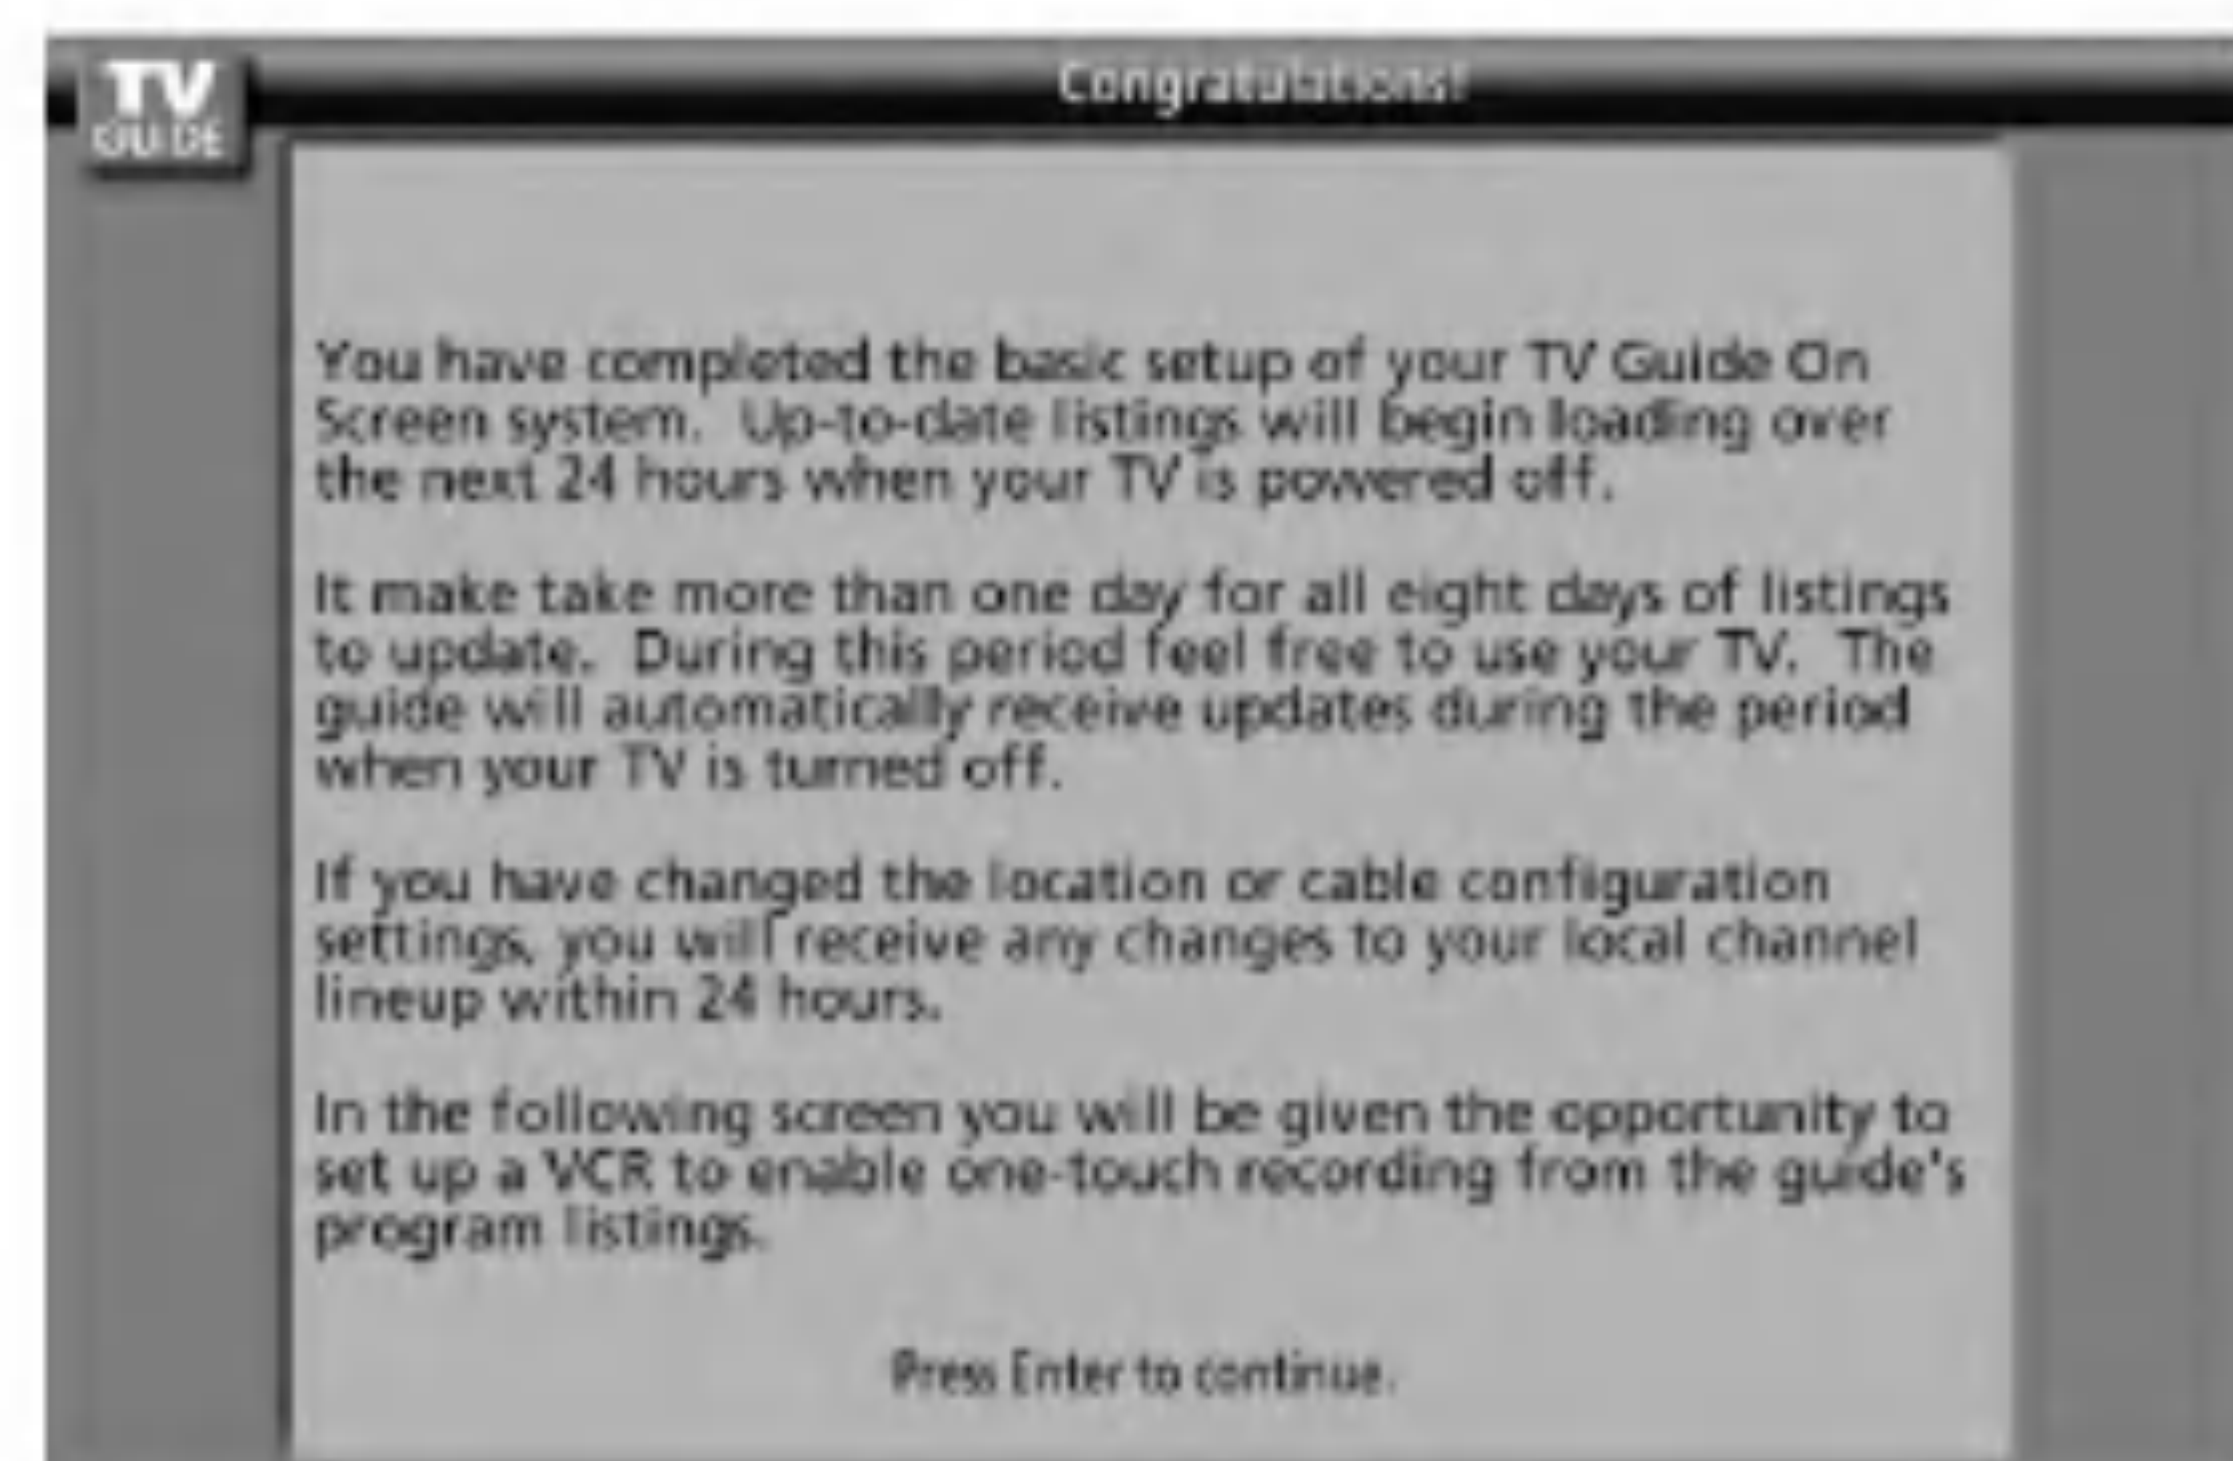 TV
GUIDE
Congratulations!
You have completed the basic setup of your TV Guide On
Screen system.  Up-to-date listings will begin loading over
the next 24 hours when your TV is powered off.
It make take more than one day for all eight days of listings
to update.  During this period feel free to use your TV.  The
guide will automatically receive updates during the period
when your TV is turned off.
If you have changed the location or cable configuration
settings, you will receive any changes to your local channel
lineup within 24 hours.
In the following screen you will be given the opportunity to
set up a VCR to enable one-touch recording from the guide's
program listings.
Press Enter to continue.